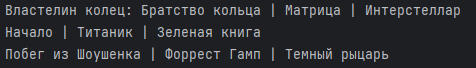 Властелин колец: Братство кольца | Матрица | Интерстеллар
Начало | Титаник | Зеленая книга
Побег из Шоушенка | Форрест Гамп | Темный рыцарь